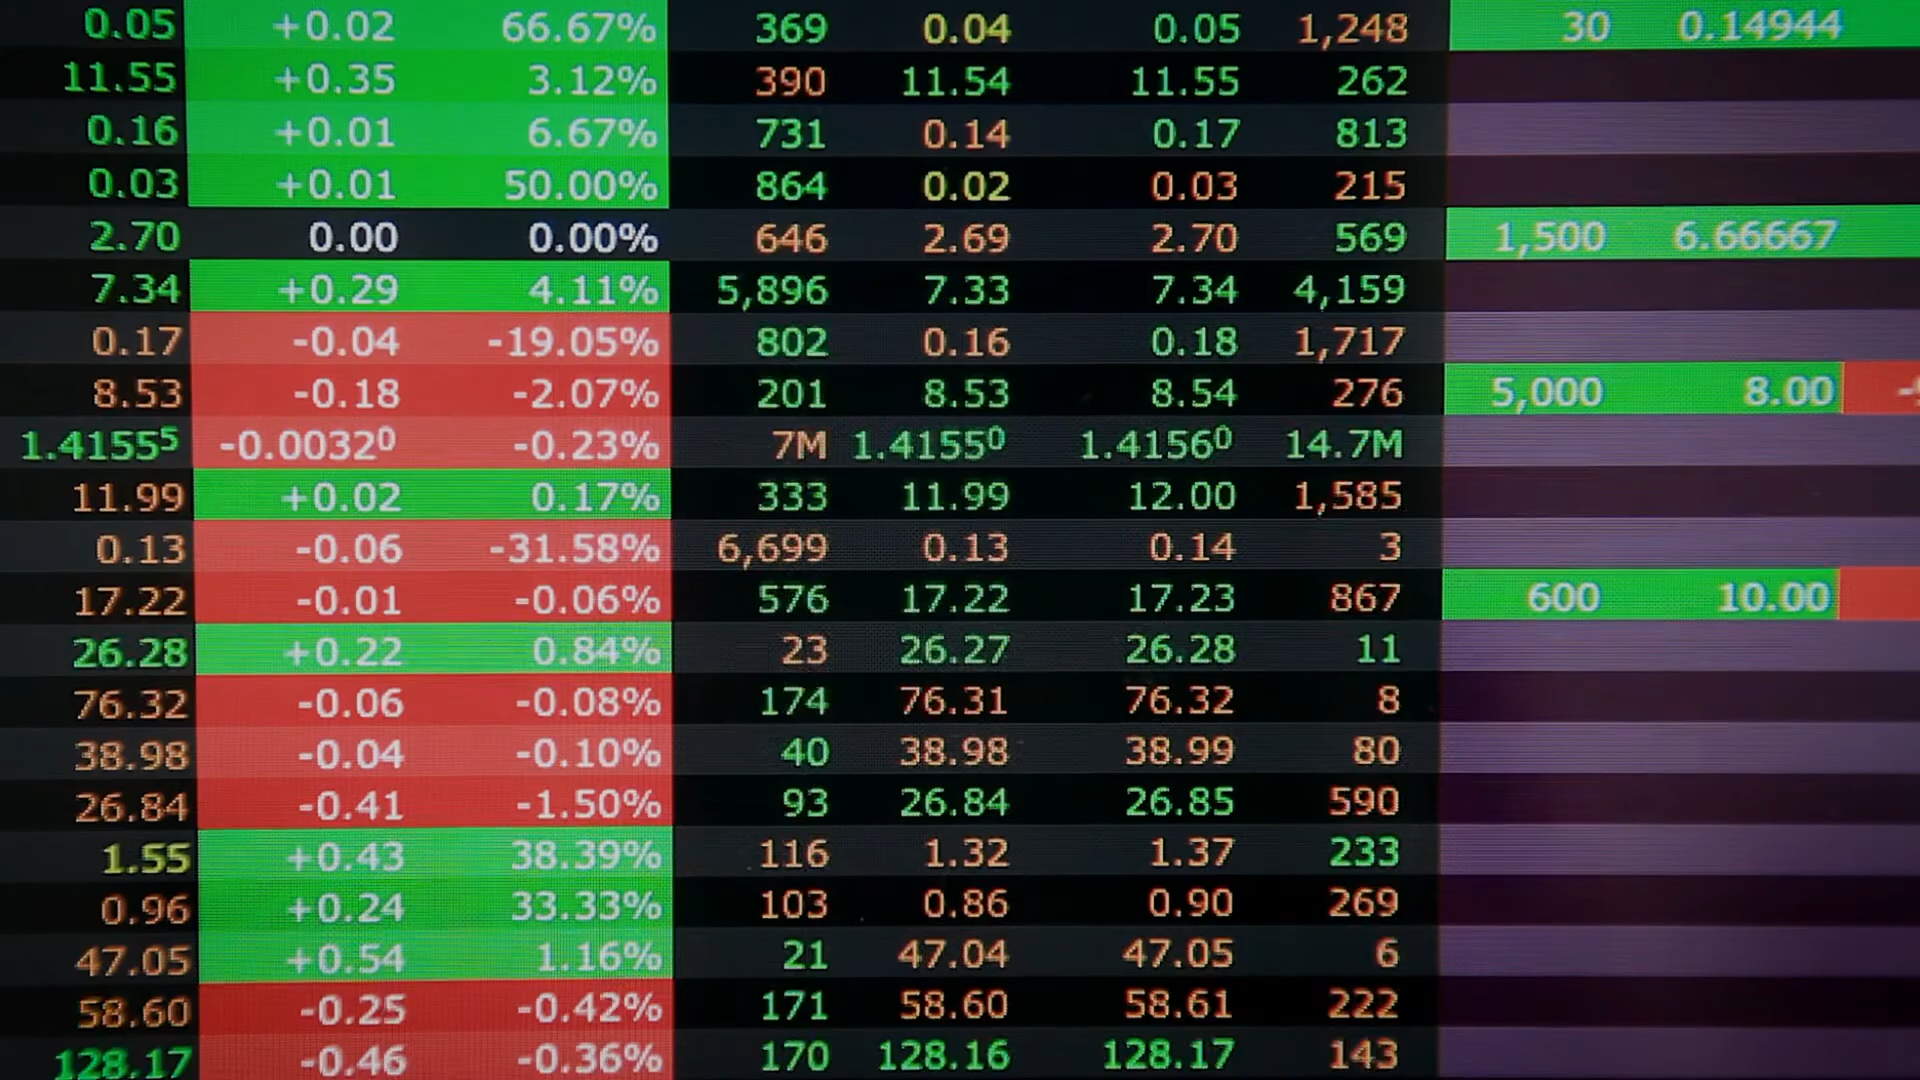 0.05 +0.02 66.67% 369 0.04 0.05 1,248 30 0.14944
11.55 +0.35 3.12% 390 11.54 11.55 262
0.16 +0.01 6.67% 731 0.14 0.17 813
0.03 +0.01 50.00% 864 0.02 0.03 215
2.70 0.00 0.00% 646 2.69 2.70 569 1,500 6.66667
7.34 +0.29 4.11% 5,896 7.33 7.34 4,159
0.17 -0.04 -19.05% 802 0.16 0.18 1,717
8.53 -0.18 -2.07% 201 8.53 8.54 276 5,000 8.00
1.4155⁵ -0.0032⁰ -0.23% 7M 1.4155⁰ 1.4156⁰ 14.7M
11.99 +0.02 0.17% 333 11.99 12.00 1,585
0.13 -0.06 -31.58% 6,699 0.13 0.14 3
17.22 -0.01 -0.06% 576 17.22 17.23 867 600 10.00
26.28 +0.22 0.84% 23 26.27 26.28 11
76.32 -0.06 -0.08% 174 76.31 76.32 8
38.98 -0.04 -0.10% 40 38.98 38.99 80
26.84 -0.41 -1.50% 93 26.84 26.85 590
1.55 +0.43 38.39% 116 1.32 1.37 233
0.96 +0.24 33.33% 103 0.86 0.90 269
47.05 +0.54 1.16% 21 47.04 47.05 6
58.60 -0.25 -0.42% 171 58.60 58.61 222
128.17 -0.46 -0.36% 170 128.16 128.17 143